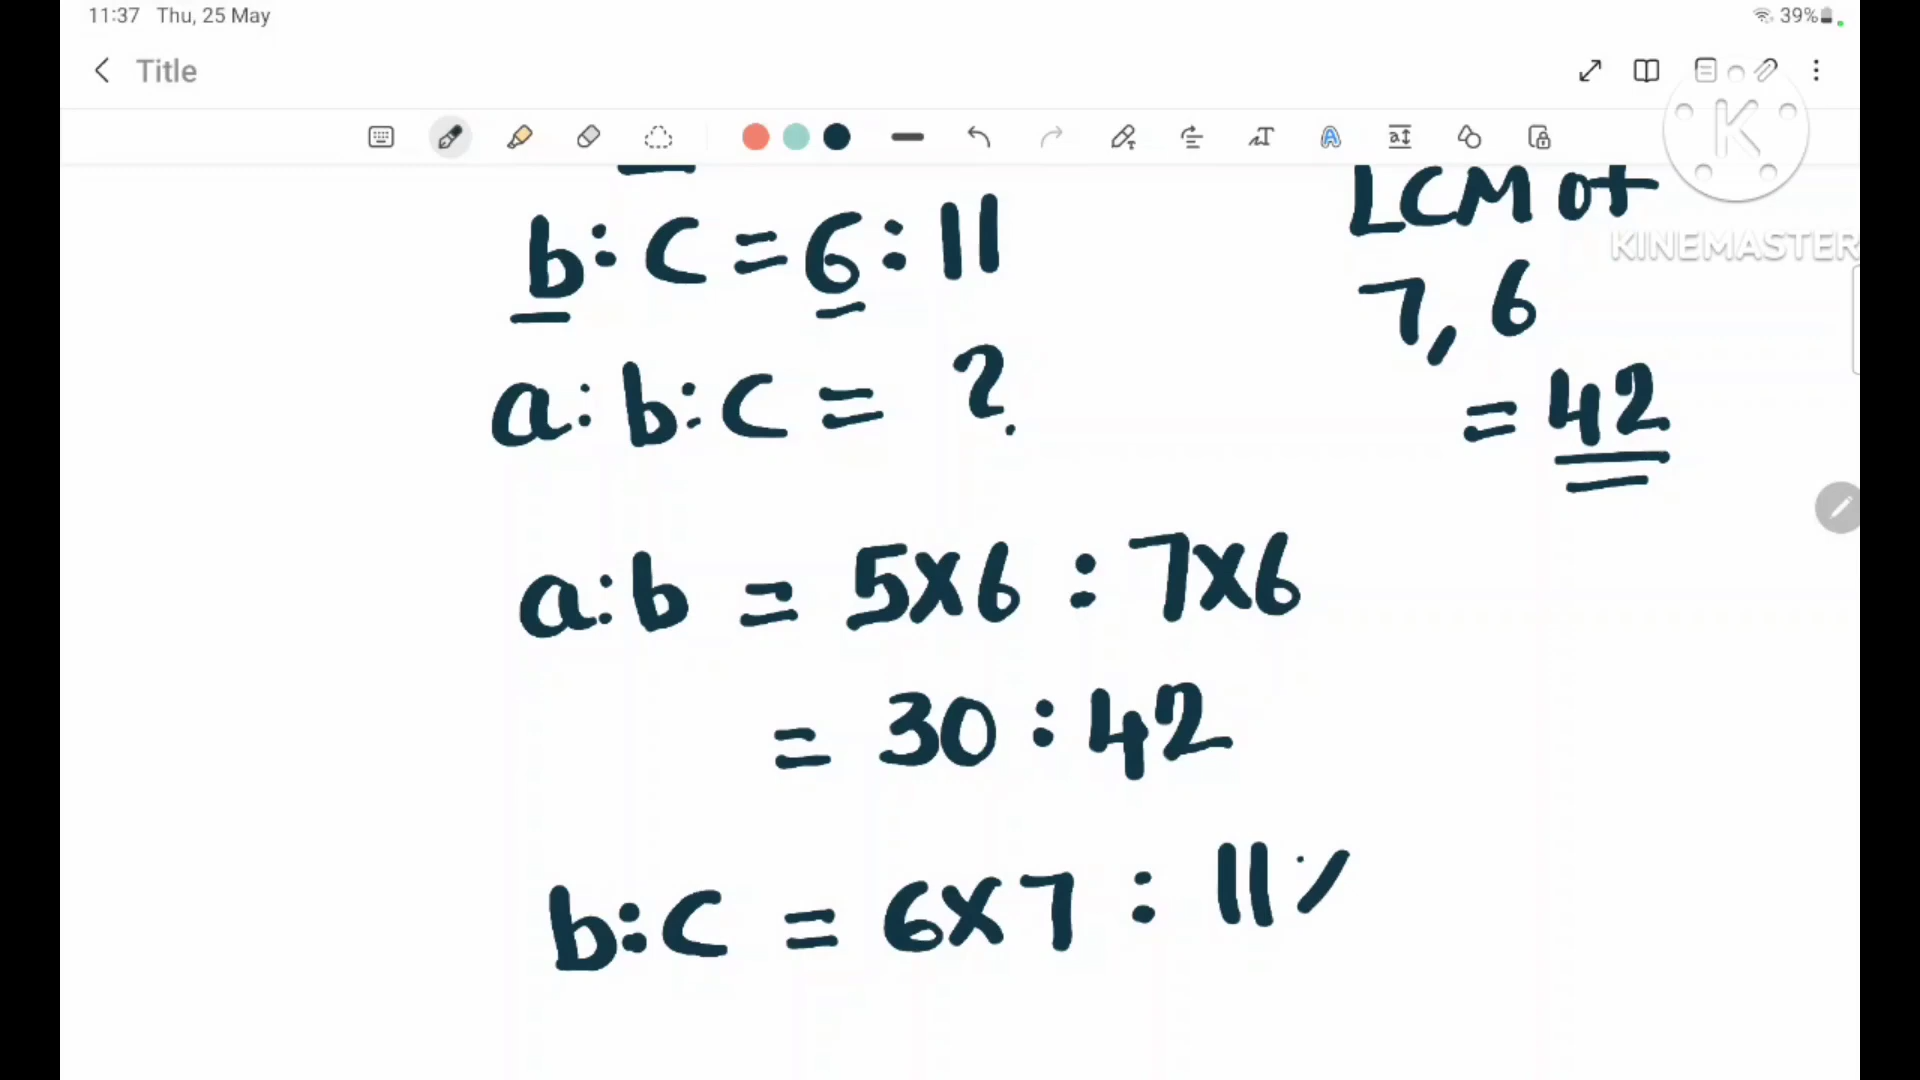 11:37 Thu, 25 May 39%
Title
K
KINEMASTER
LCM of
b:c = 6:11
7, 6
a:b:c = ?
= 42
a:b = 5x6 : 7x6
= 30 : 42
b:c = 6x7 : 11